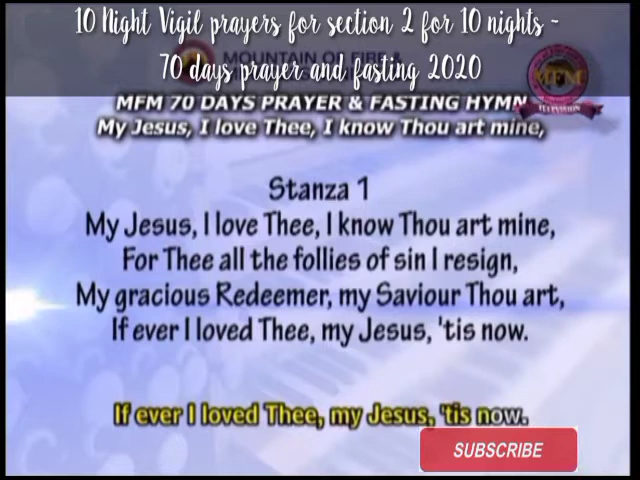 10 Night Vigil prayers for section 2 for 10 nights -
70 days prayer and fasting 2020
MOUNTAIN OF FIRE &
MFM
TELEVISION
MFM 70 DAYS PRAYER & FASTING HYMN
My Jesus, I love Thee, I know Thou art mine,
Stanza 1
My Jesus, I love Thee, I know Thou art mine,
For Thee all the follies of sin I resign,
My gracious Redeemer, my Saviour Thou art,
If ever I loved Thee, my Jesus, 'tis now.
If ever I loved Thee, my Jesus, 'tis now.
SUBSCRIBE